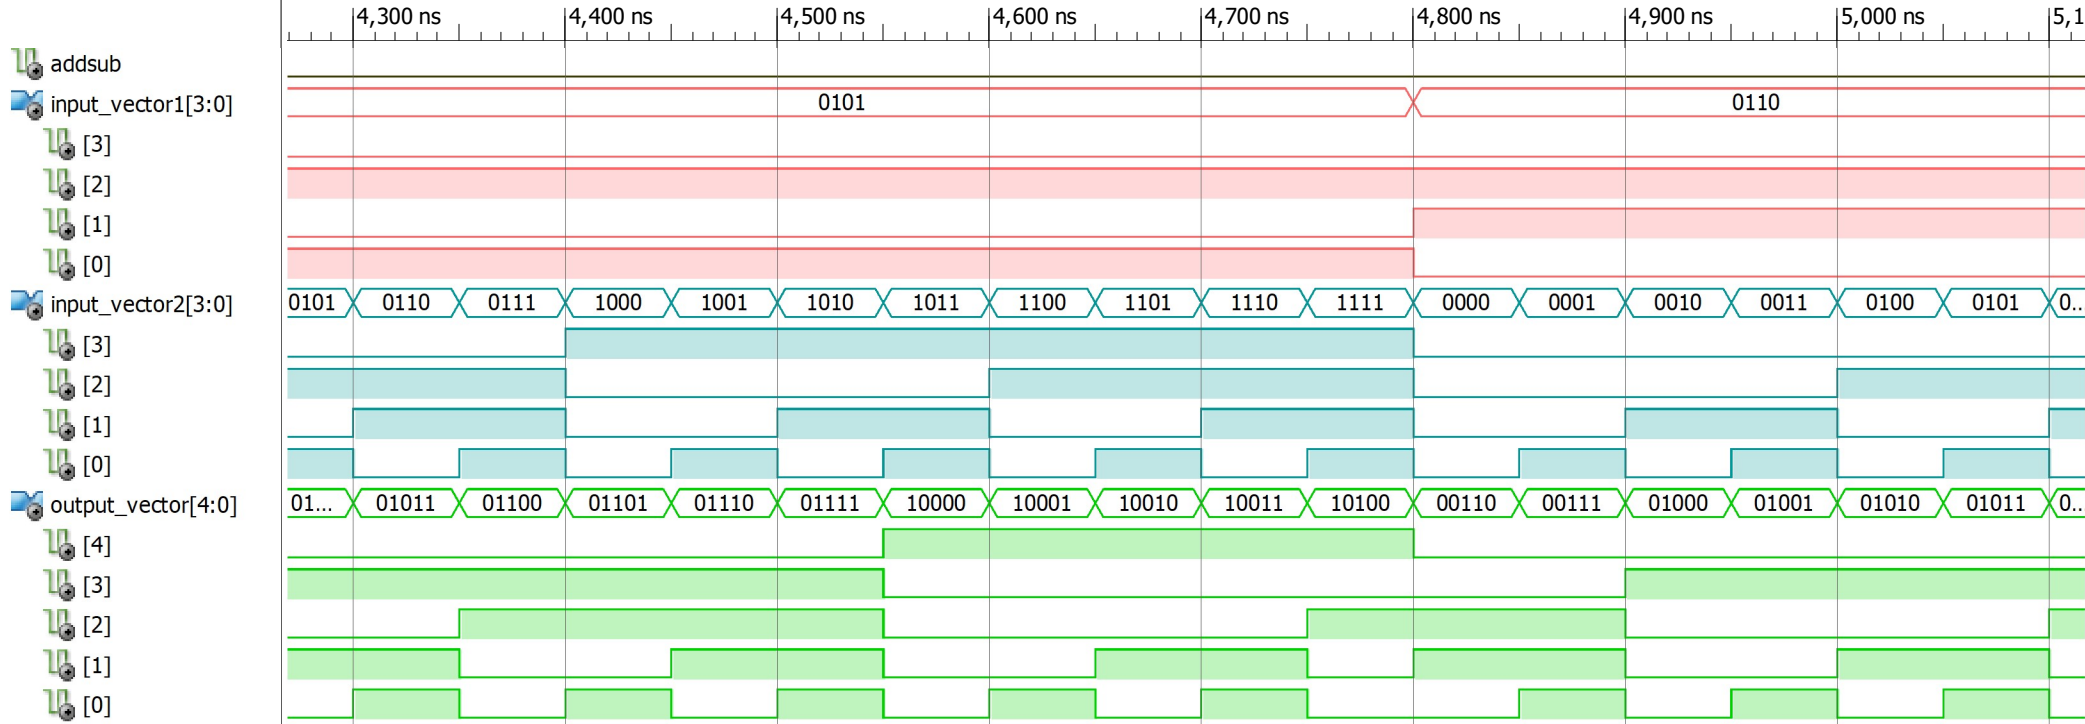 4,300 ns 4,400 ns 4,500 ns 4,600 ns 4,700 ns 4,800 ns 4,900 ns 5,000 ns 5,1
addsub
input_vector1[3:0] 0101 0110
[3]
[2]
[1]
[0]
input_vector2[3:0] 0101 0110 0111 1000 1001 1010 1011 1100 1101 1110 1111 0000 0001 0010 0011 0100 0101 0...
[3]
[2]
[1]
[0]
output_vector[4:0] 01... 01011 01100 01101 01110 01111 10000 10001 10010 10011 10100 00110 00111 01000 01001 01010 01011 0...
[4]
[3]
[2]
[1]
[0]